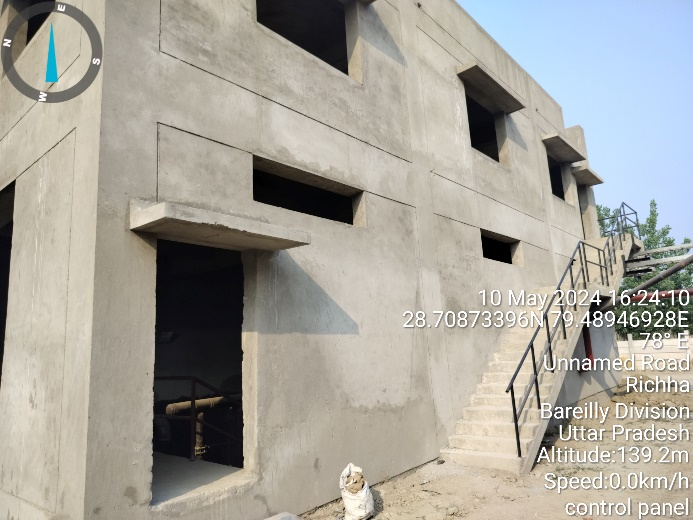 N
E
W
S
10 May 2024 16:24:10
28.70873396N 79.48946928E
78° E
Unnamed Road
Richha
Bareilly Division
Uttar Pradesh
Altitude:139.2m
Speed:0.0km/h
control panel